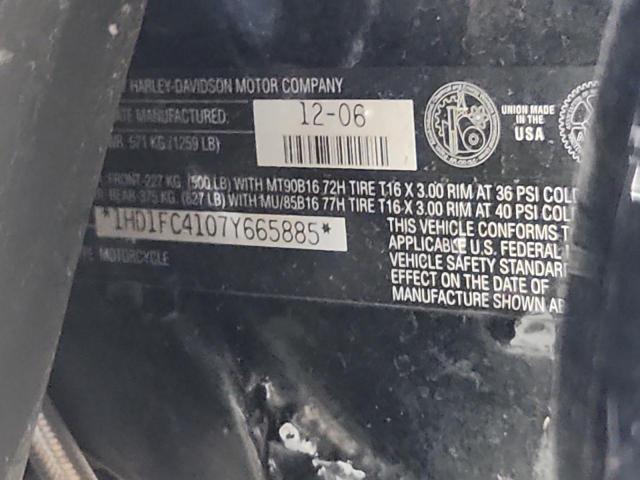 HARLEY-DAVIDSON MOTOR COMPANY
MANUFACTURED: 12-06
571 KG (1259 LB)
UNION MADE
IN THE
USA
FRONT-227 KG (500 LB) WITH MT90B16 72H TIRE T16 X 3.00 RIM AT 36 PSI COLD
REAR-375 KG. (827 LB) WITH MU/85B16 77H TIRE T16 X 3.00 RIM AT 40 PSI COLD
*1HD1FC4107Y665885*
THIS VEHICLE CONFORMS
APPLICABLE U.S. FEDERAL
VEHICLE SAFETY STANDAR
EFFECT ON THE DATE OF
MANUFACTURE SHOWN
MOTORCYCLE